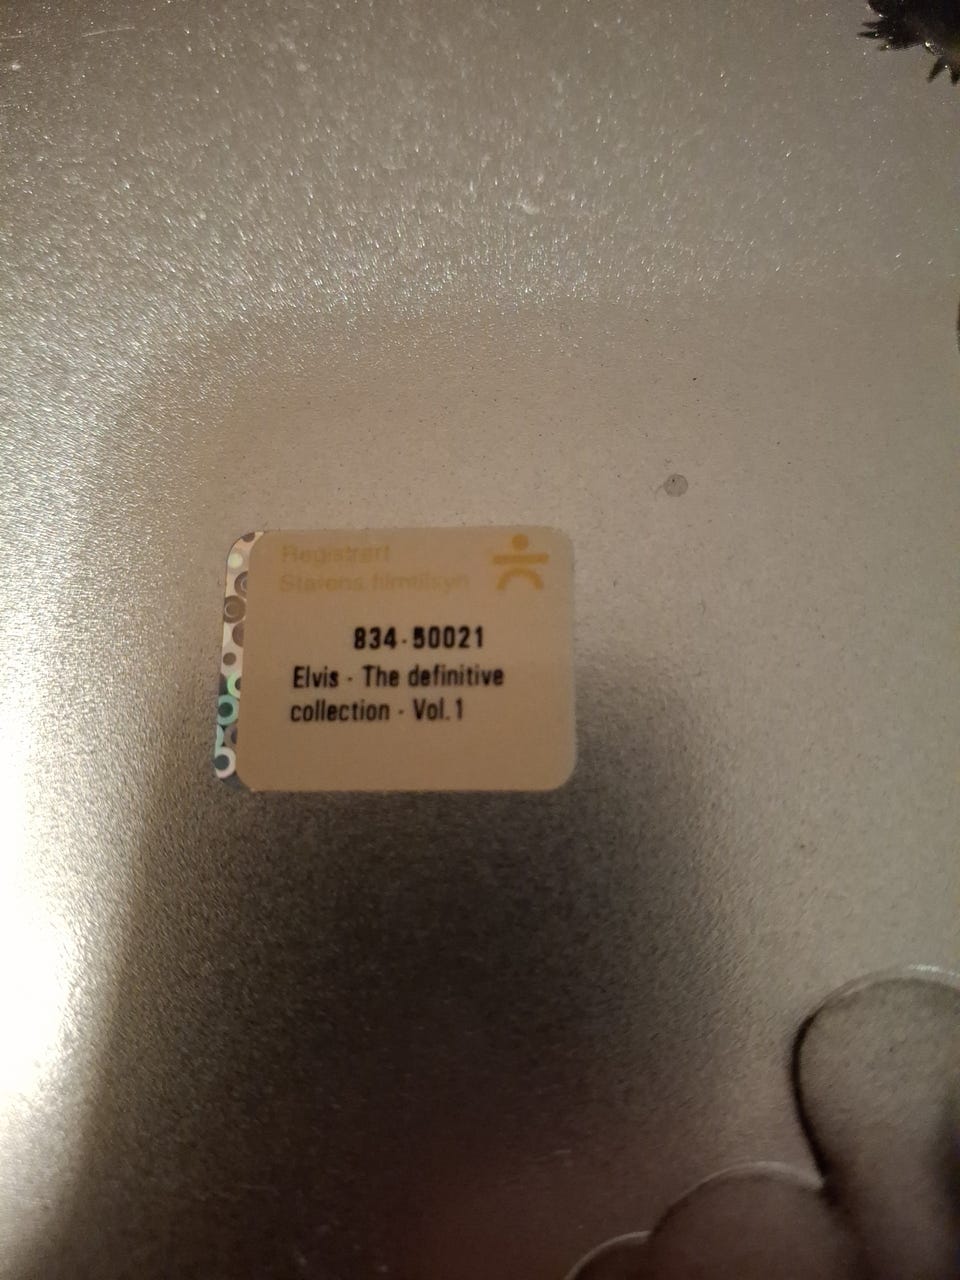 Registrert
Statens filmtilsyn
834-50021
Elvis - The definitive
collection - Vol. 1